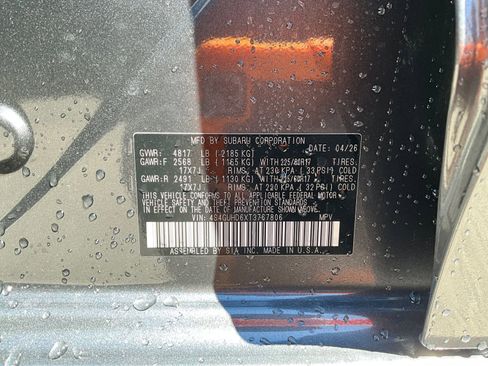 MFD BY SUBARU CORPORATION
GVWR: 4817 LB ( 2185 KG) DATE: 04/26
GAWR:F 2568 LB ( 1165 KG) WITH 225/60R17 TIRES,
17X7J RIMS AT 230 KPA ( 33 PSI) COLD
GAWR:R 2491 LB ( 1130 KG) WITH 225/60R17 TIRES,
17X7J RIMS AT 220 KPA ( 32 PSI) COLD
THIS VEHICLE CONFORMS TO ALL APPLICABLE
FEDERAL MOTOR VEHICLE
SAFETY AND THEFT PREVENTION STANDARDS
IN EFFECT ON THE DATE OF MANUFACTURE SHOWN ABOVE.
VIN: 4S4GUHD6XT3767806 MPV
ASSEMBLED BY SIA INC. MADE IN U.S.A.